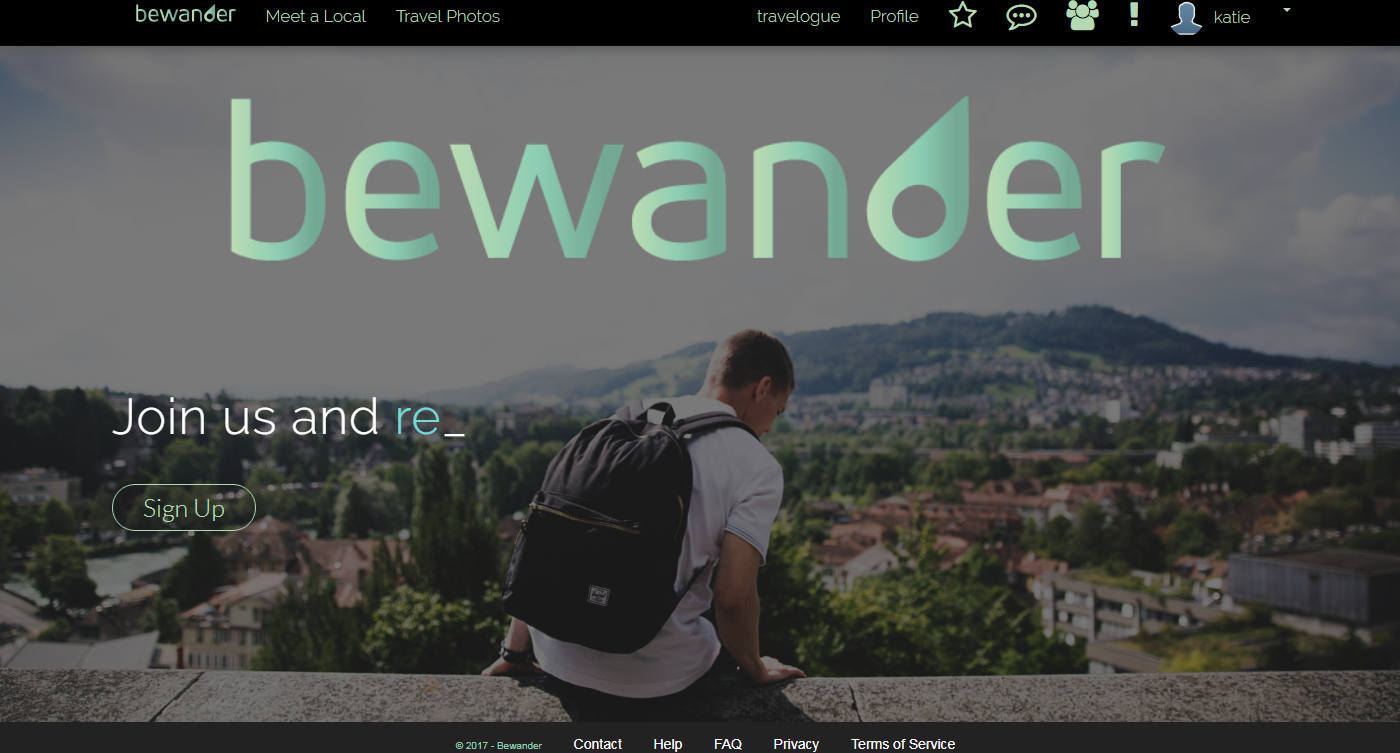 bewander Meet a Local Travel Photos travelogue Profile katie
bewander
Join us and re_
Sign Up
© 2017 - Bewander Contact Help FAQ Privacy Terms of Service